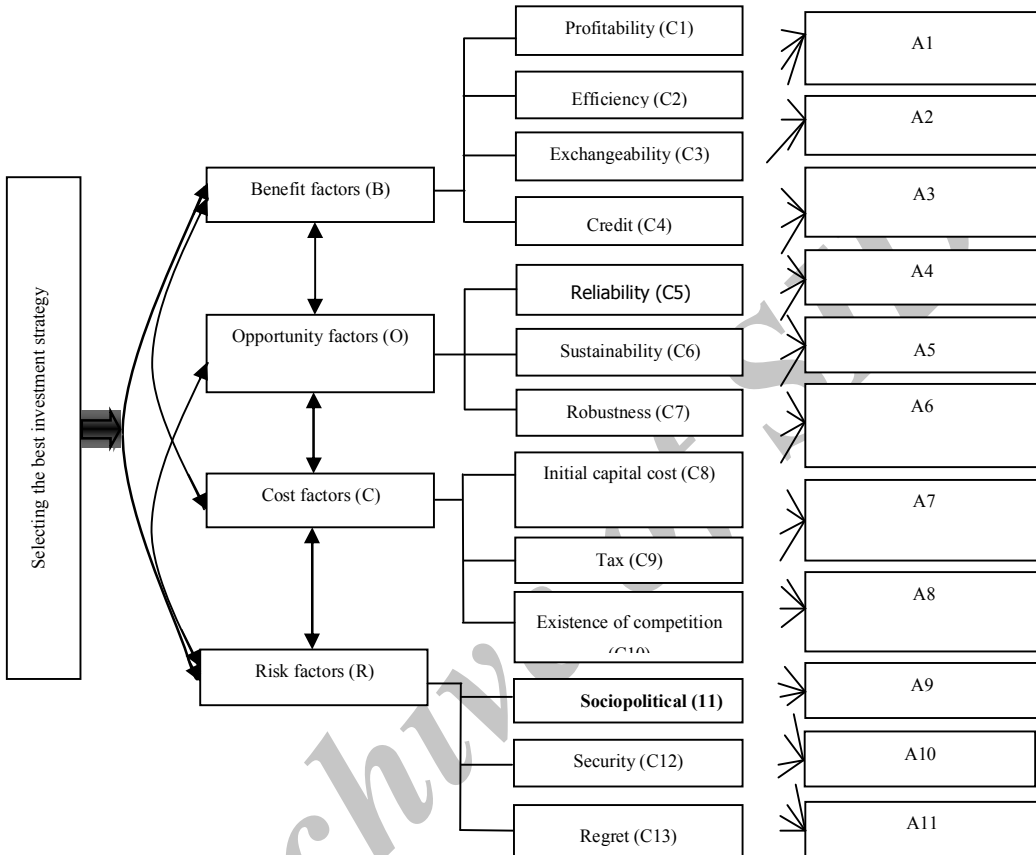 Selecting the best investment strategy
Benefit factors (B)
Opportunity factors (O)
Cost factors (C)
Risk factors (R)
Profitability (C1)
Efficiency (C2)
Exchangeability (C3)
Credit (C4)
Reliability (C5)
Sustainability (C6)
Robustness (C7)
Initial capital cost (C8)
Tax (C9)
Existence of competition
(C10)
Sociopolitical (11)
Security (C12)
Regret (C13)
A1
A2
A3
A4
A5
A6
A7
A8
A9
A10
A11